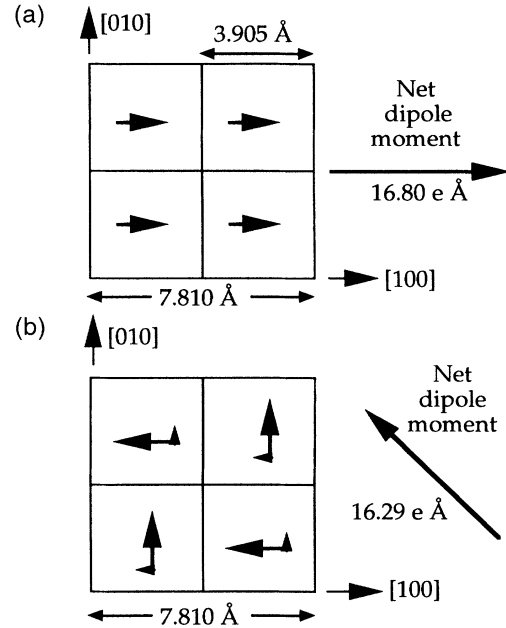 (a)
[010]
3.905 Å
Net
dipole
moment
16.80 e Å
[100]
7.810 Å
(b)
[010]
Net
dipole
moment
16.29 e Å
[100]
7.810 Å